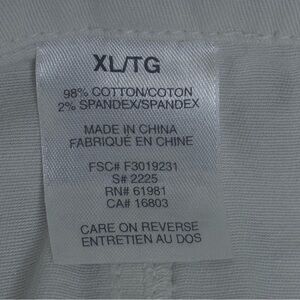 XL/TG
98% COTTON/COTON
2% SPANDEX/SPANDEX
MADE IN CHINA
FABRIQUÉ EN CHINE
FSC# F3019231
S# 2225
RN# 61981
CA# 16803
CARE ON REVERSE
ENTRETIEN AU DOS